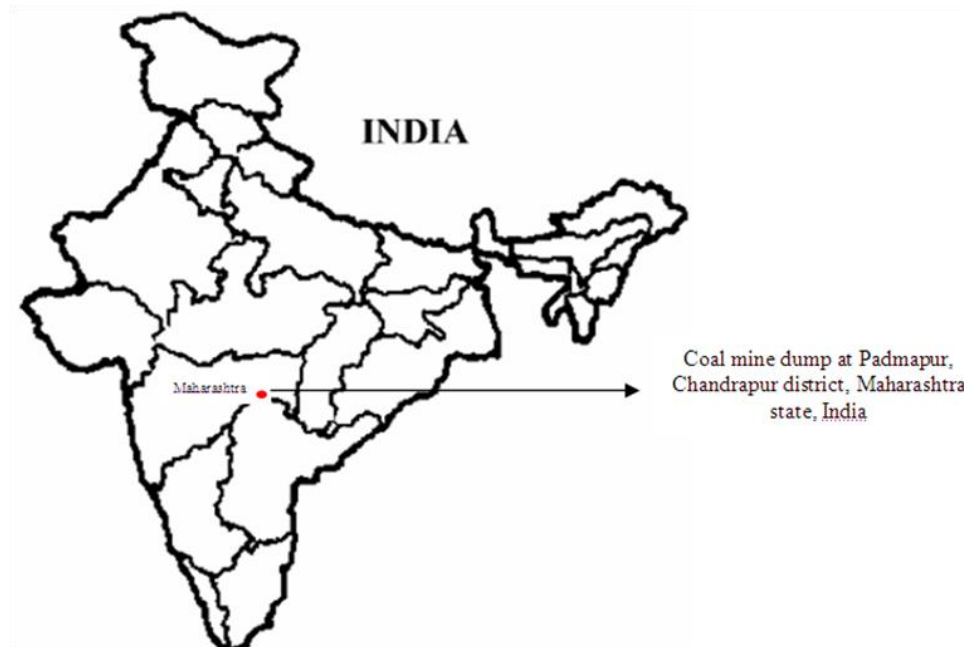 INDIA
Maharashtra
Coal mine dump at Padmapur,
Chandrapur district, Maharashtra
state, India